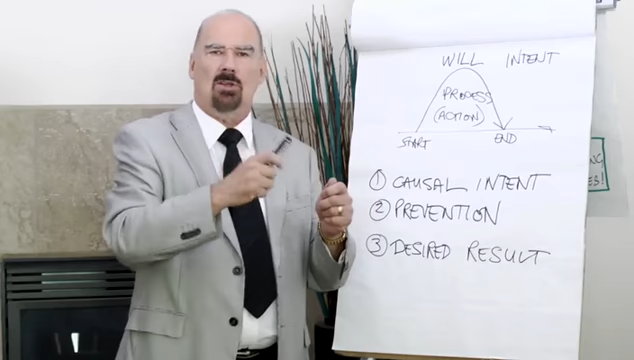 WILL INTENT
PROCESS
(ACTION)
START END
① CAUSAL INTENT
② PREVENTION
③ DESIRED RESULT